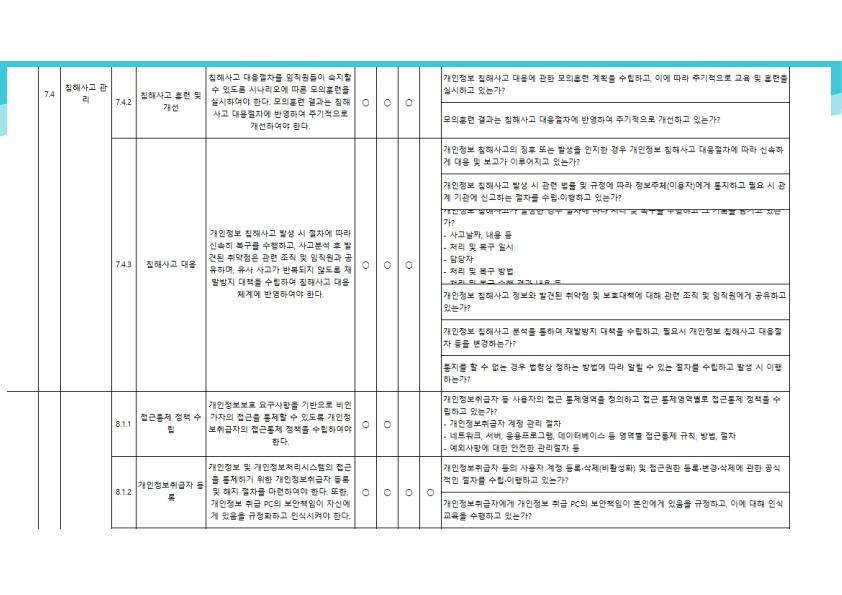 7.4
침해사고 관
리
7.4.2
침해사고 훈련 및
개선
침해사고 대응절차를 임직원들이 숙지할
수 있도록 시나리오에 따른 모의훈련을
실시하여야 한다. 모의훈련 결과는 침해
사고 대응절차에 반영하여 주기적으로
개선하여야 한다.
○ ○ ○
개인정보 침해사고 대응에 관한 모의훈련 계획을 수립하고, 이에 따라 주기적으로 교육 및 훈련을
실시하고 있는가?
모의훈련 결과는 침해사고 대응절차에 반영하여 주기적으로 개선하고 있는가?
7.4.3
침해사고 대응
개인정보 침해사고 발생 시 절차에 따라
신속히 복구를 수행하고, 사고분석 후 발
견된 취약점은 관련 조직 및 임직원과 공
유하며, 유사 사고가 반복되지 않도록 재
발방지 대책을 수립하여 침해사고 대응
체계에 반영하여야 한다.
○ ○ ○
개인정보 침해사고의 징후 또는 발생을 인지한 경우 개인정보 침해사고 대응절차에 따라 신속하
게 대응 및 보고가 이루어지고 있는가?
개인정보 침해사고 발생 시 관련 법률 및 규정에 따라 정보주체(이용자)에게 통지하고 필요 시 관
계 기관에 신고하는 절차를 수립·이행하고 있는가?
개인정보 침해사고가 발생한 경우 절차에 따라 처리 및 복구를 수행하고 그 기록을 남기고 있는
가?
- 사고날짜, 내용 등
- 처리 및 복구 일시
- 담당자
- 처리 및 복구 방법
- 처리 및 복구 수행 경과 내용 등
개인정보 침해사고 정보와 발견된 취약점 및 보호대책에 대해 관련 조직 및 임직원에게 공유하고
있는가?
개인정보 침해사고 분석을 통하여 재발방지 대책을 수립하고, 필요시 개인정보 침해사고 대응절
차 등을 변경하는가?
통지를 할 수 없는 경우 법령상 정하는 방법에 따라 알릴 수 있는 절차를 수립하고 발생 시 이행
하는가?
8.1.1
접근통제 정책 수
립
개인정보보호 요구사항을 기반으로 비인
가자의 접근을 통제할 수 있도록 개인정
보취급자의 접근통제 정책을 수립하여야
한다.
○ ○
개인정보취급자 등 사용자의 접근 통제영역을 정의하고 접근 통제영역별로 접근통제 정책을 수
립하고 있는가?
- 개인정보취급자 계정 관리 절차
- 네트워크, 서버, 응용프로그램, 데이터베이스 등 영역별 접근통제 규칙, 방법, 절차
- 예외사항에 대한 안전한 관리절차 등
8.1.2
개인정보취급자 등
록
개인정보 및 개인정보처리시스템의 접근
을 통제하기 위한 개인정보취급자 등록
및 해지 절차를 마련하여야 한다. 또한,
개인정보 취급 PC의 보안책임이 자신에
게 있음을 규정화하고 인식시켜야 한다.
○ ○ ○ ○
개인정보취급자 등의 사용자 계정 등록·삭제(비활성화) 및 접근권한 등록·변경·삭제에 관한 공식
적인 절차를 수립·이행하고 있는가?
개인정보취급자에게 개인정보 취급 PC의 보안책임이 본인에게 있음을 규정하고, 이에 대해 인식
교육을 수행하고 있는가?